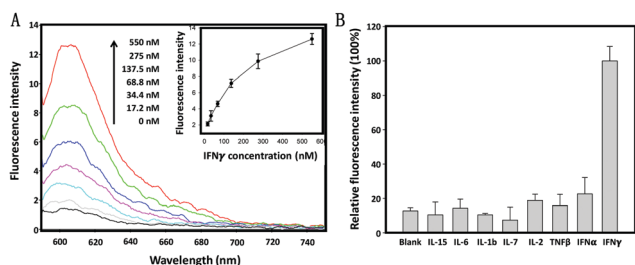 A
550 nM
275 nM
137.5 nM
68.8 nM
34.4 nM
17.2 nM
0 nM
Fluorescence intensity
14
12
10
8
6
4
2
0
600
620
640
660
680
700
720
740
Wavelength (nm)
Fluorescence intensity
14
12
10
8
6
4
2
0
100
200
300
400
500
IFNγ concentration (nM)
B
Relative fluorescence intensity (100%)
120
100
80
60
40
20
0
Blank IL-15 IL-6 IL-1b IL-7 IL-2 TNFβ IFNα IFNγ